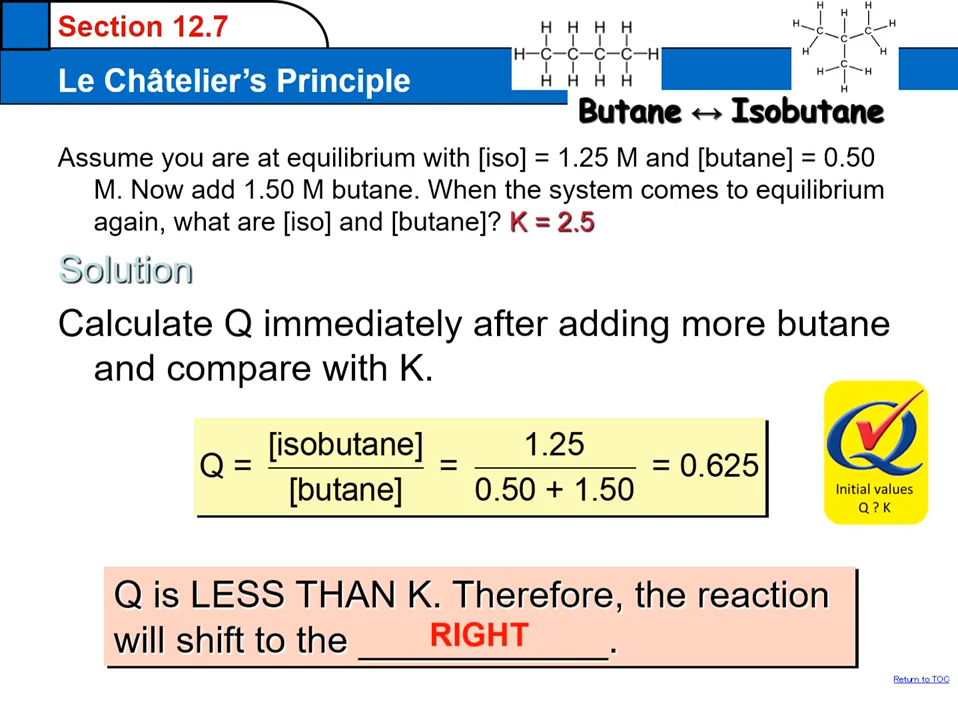 Section 12.7
Le Châtelier's Principle
H H H H
H C C C C H
H H H H
H H H
H C C C H
H H
H C H
H
Butane ↔ Isobutane
Assume you are at equilibrium with [iso] = 1.25 M and [butane] = 0.50
M. Now add 1.50 M butane. When the system comes to equilibrium
again, what are [iso] and [butane]? K = 2.5
Solution
Calculate Q immediately after adding more butane
and compare with K.
Q = [isobutane] / [butane] = 1.25 / 0.50 + 1.50 = 0.625
Q
Initial values
Q ? K
Q is LESS THAN K. Therefore, the reaction
will shift to the ____________ RIGHT.
Return to TOC